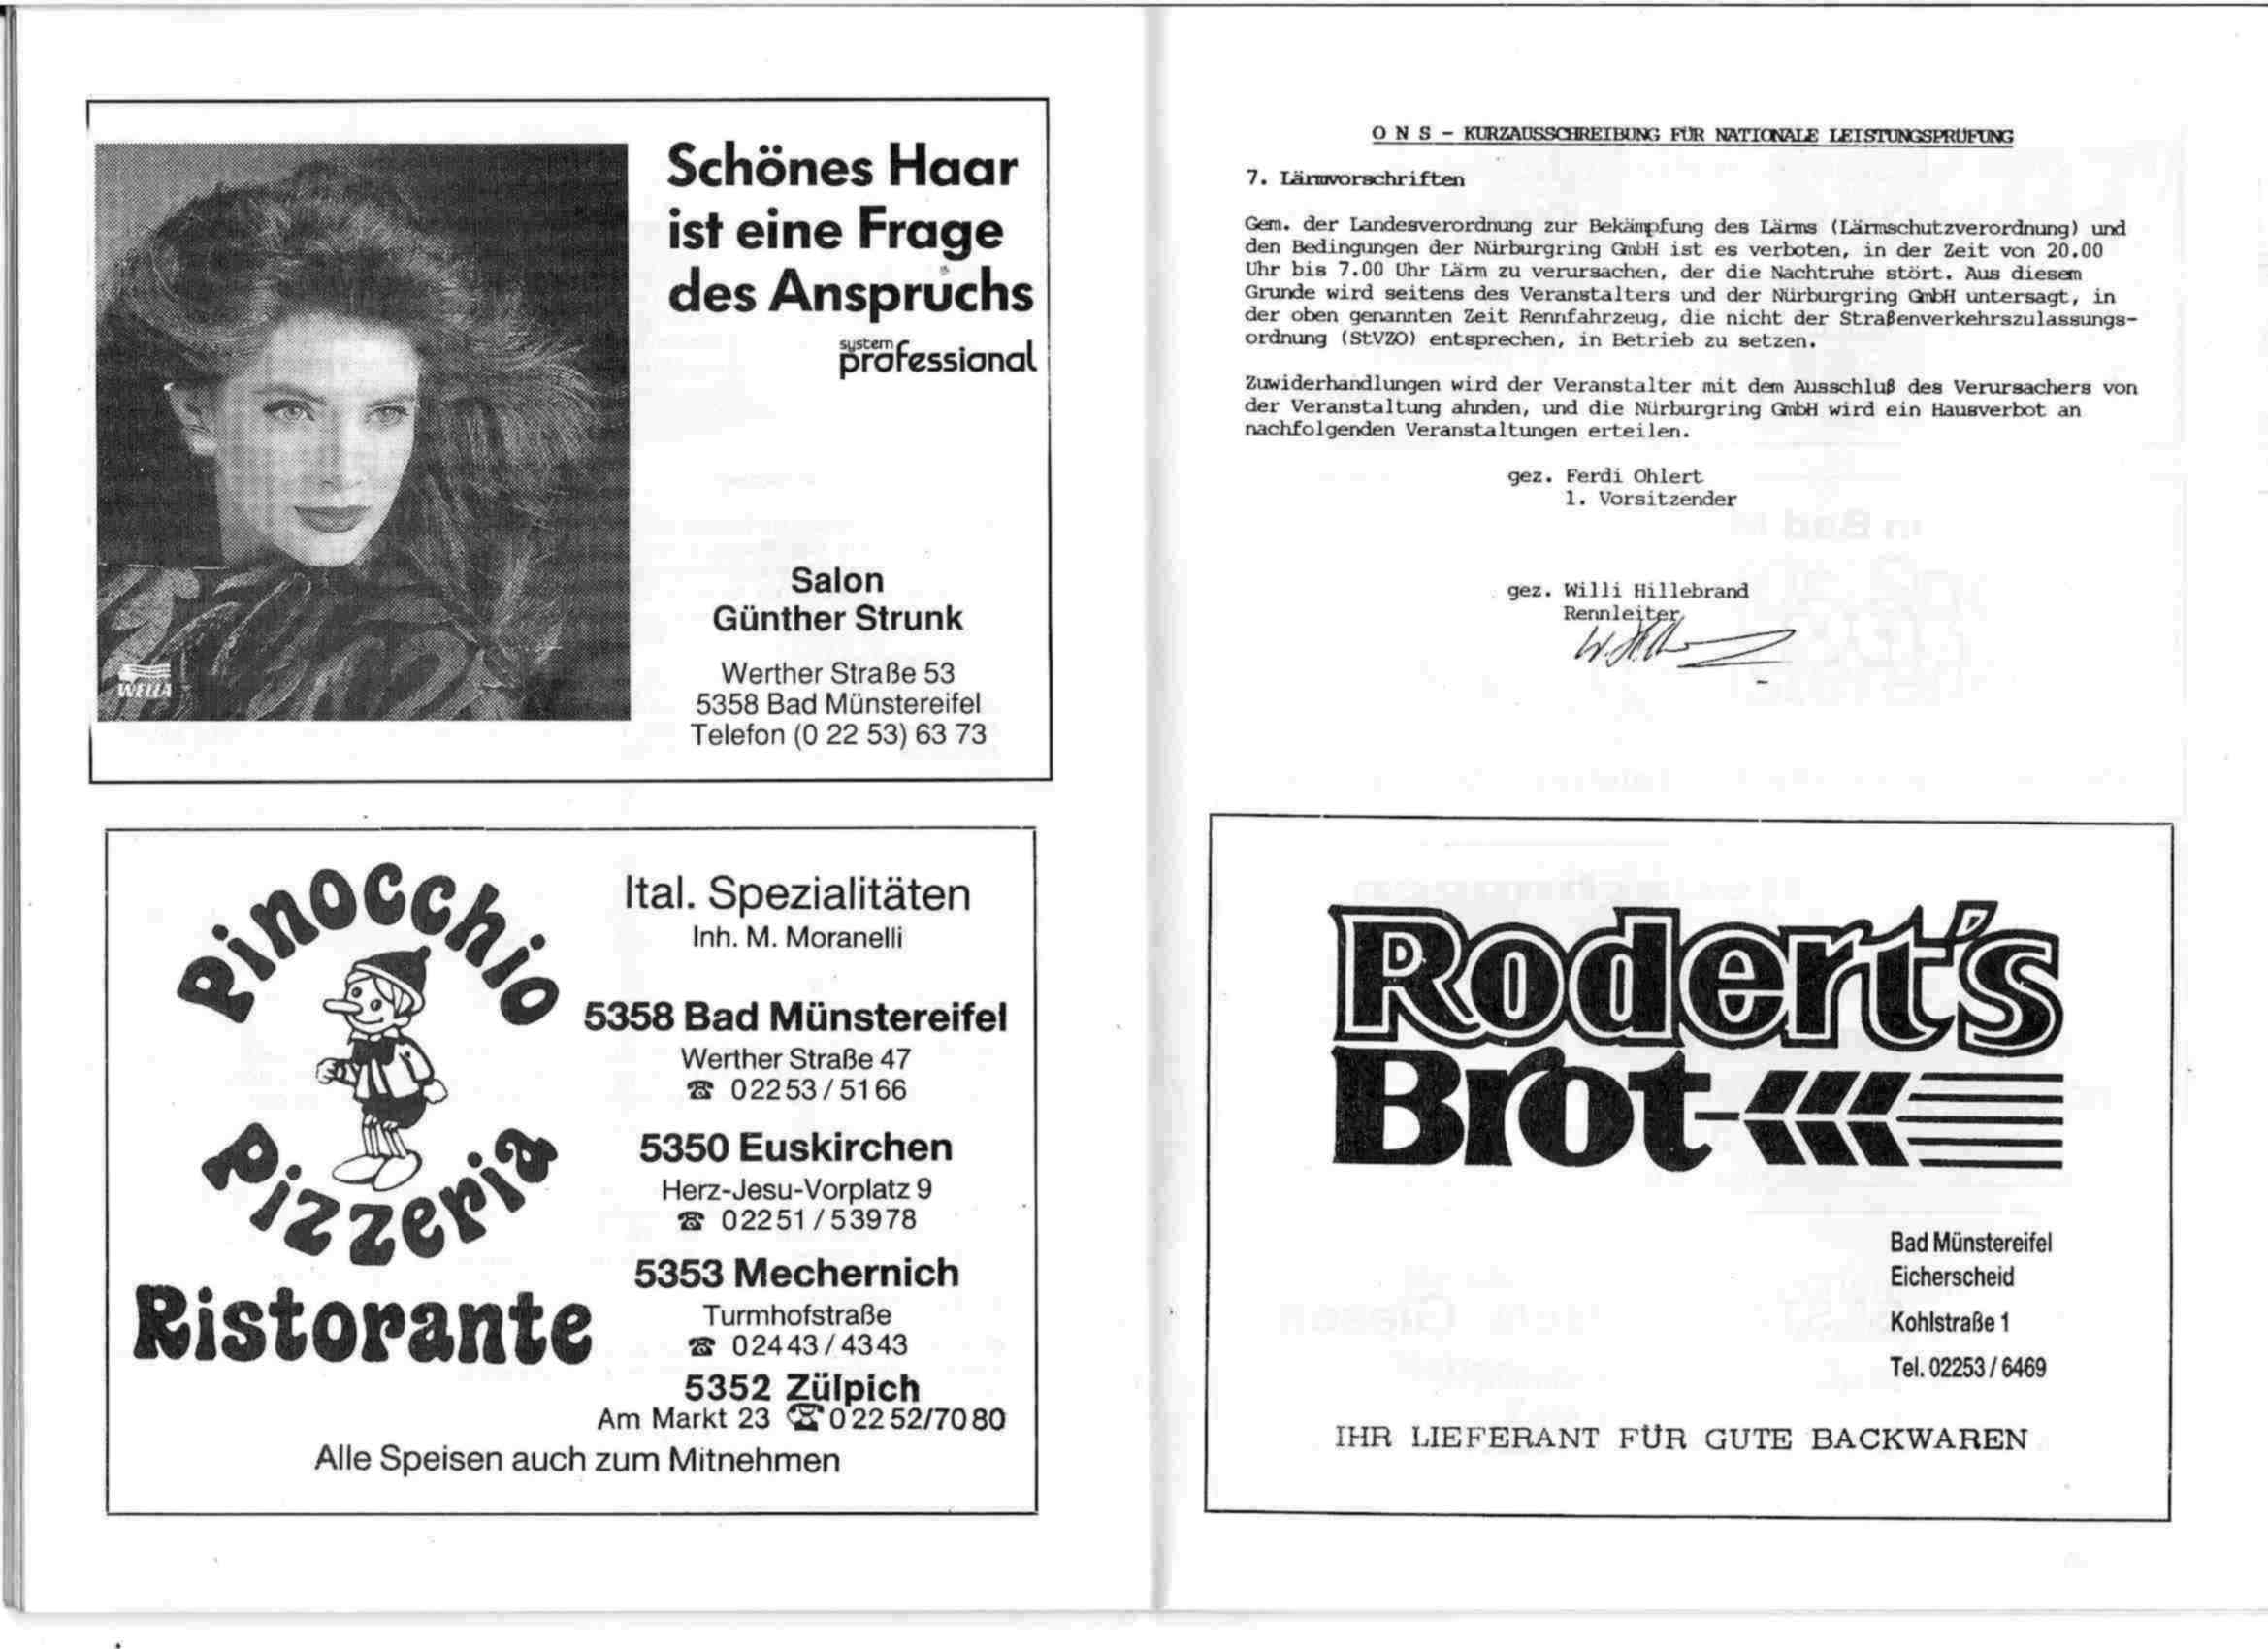 Schönes Haar
ist eine Frage
des Anspruchs
system
professional
Salon
Günther Strunk
Werther Straße 53
5358 Bad Münstereifel
Telefon (0 22 53) 63 73
WELLA
Pinocchio
Pizzeria
Ristorante
Ital. Spezialitäten
Inh. M. Moranelli
5358 Bad Münstereifel
Werther Straße 47
☎ 02253/5166
5350 Euskirchen
Herz-Jesu-Vorplatz 9
☎ 02251/53978
5353 Mechernich
Turmhofstraße
☎ 02443/4343
5352 Zülpich
Am Markt 23 ☎ 02252/7080
Alle Speisen auch zum Mitnehmen
O N S - KURZAUSSCHREIBUNG FÜR NATIONALE LEISTUNGSPRÜFUNG
7. Lärmvorschriften
Gem. der Landesverordnung zur Bekämpfung des Lärms (Lärmschutzverordnung) und
den Bedingungen der Nürburgring GmbH ist es verboten, in der Zeit von 20.00
Uhr bis 7.00 Uhr Lärm zu verursachen, der die Nachtruhe stört. Aus diesem
Grunde wird seitens des Veranstalters und der Nürburgring GmbH untersagt, in
der oben genannten Zeit Rennfahrzeug, die nicht der Straßenverkehrszulassungs-
ordnung (StVZO) entsprechen, in Betrieb zu setzen.
Zuwiderhandlungen wird der Veranstalter mit dem Ausschluß des Verursachers von
der Veranstaltung ahnden, und die Nürburgring GmbH wird ein Hausverbot an
nachfolgenden Veranstaltungen erteilen.
gez. Ferdi Ohlert
1. Vorsitzender
gez. Willi Hillebrand
Rennleiter
Rodert's
Brot
Bad Münstereifel
Eicherscheid
Kohlstraße 1
Tel. 02253 / 6469
IHR LIEFERANT FÜR GUTE BACKWAREN